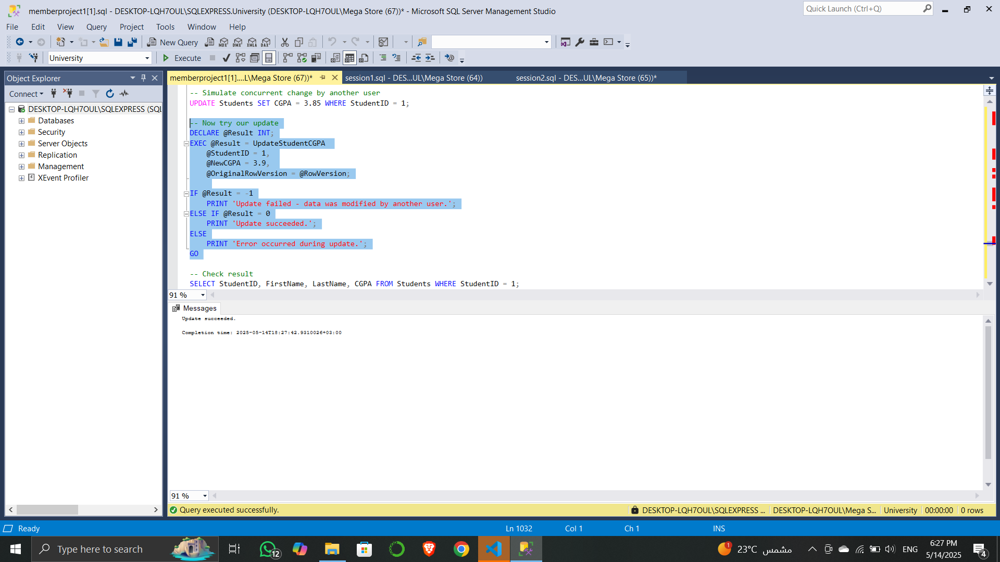 memberproject1[1].sql - DESKTOP-LQH7OUL\SQLEXPRESS.University (DESKTOP-LQH7OUL\Mega Store (67))* - Microsoft SQL Server Management Studio
Quick Launch (Ctrl+Q)
File Edit View Query Project Tools Window Help
New Query
MDX DMX XMLA DAX
University
Execute
Object Explorer
memberproject1[1]....L\Mega Store (67))*
session1.sql - DES...UL\Mega Store (64))
session2.sql - DES...UL\Mega Store (65))*
Connect
DESKTOP-LQH7OUL\SQLEXPRESS (SQL
Databases
Security
Server Objects
Replication
Management
XEvent Profiler
-- Simulate concurrent change by another user
UPDATE Students SET CGPA = 3.85 WHERE StudentID = 1;
-- Now try our update
DECLARE @Result INT;
EXEC @Result = UpdateStudentCGPA
@StudentID = 1,
@NewCGPA = 3.9,
@OriginalRowVersion = @RowVersion;
IF @Result = -1
PRINT 'Update failed - data was modified by another user.';
ELSE IF @Result = 0
PRINT 'Update succeeded.';
ELSE
PRINT 'Error occurred during update.';
GO
-- Check result
SELECT StudentID, FirstName, LastName, CGPA FROM Students WHERE StudentID = 1;
91 %
Messages
Update succeeded.
Completion time: 2025-05-14T18:27:42.9310026+03:00
91 %
Query executed successfully.
DESKTOP-LQH7OUL\SQLEXPRESS ...
DESKTOP-LQH7OUL\Mega S...
University
00:00:00
0 rows
Ready
Ln 1032
Col 1
Ch 1
INS
Type here to search
12
1
23°C مشمس
ENG
6:27 PM
5/14/2025
4